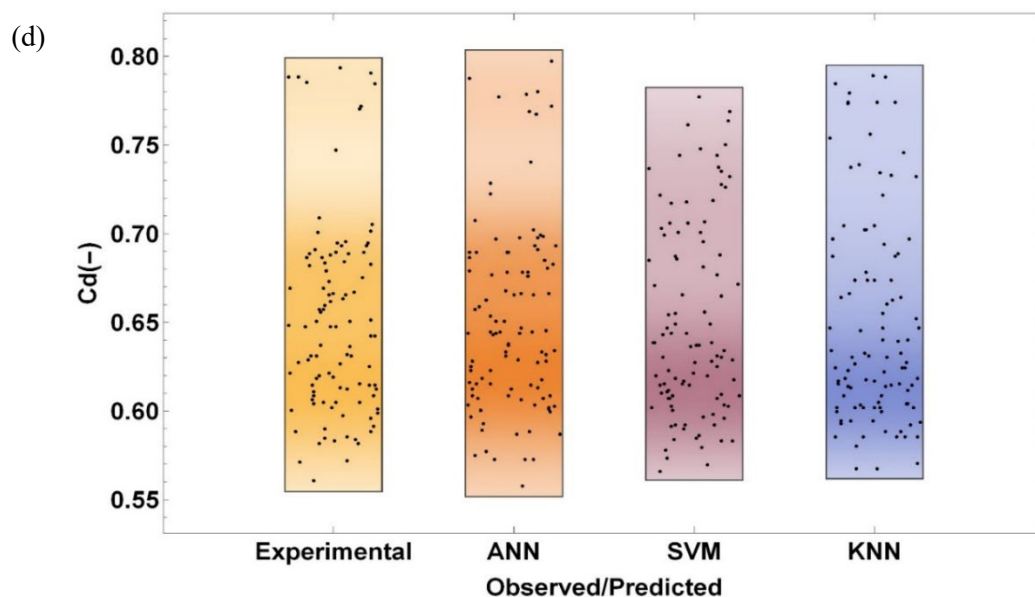 (d)
0.80
0.75
0.70
0.65
0.60
0.55
Cd(−)
Experimental ANN SVM KNN
Observed/Predicted